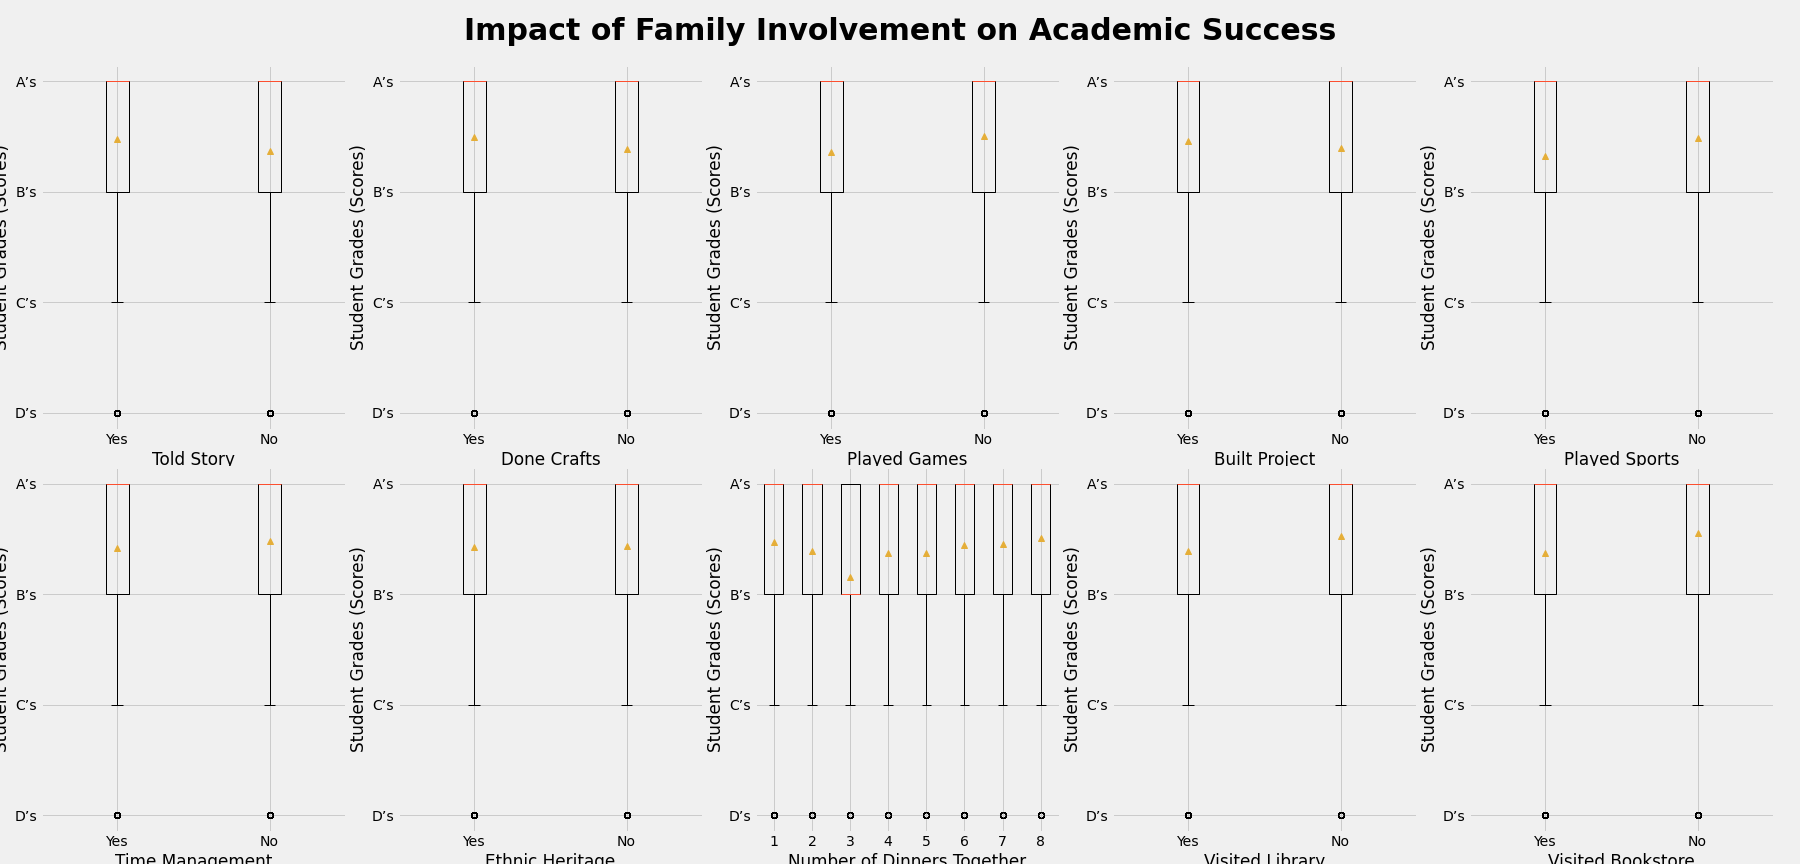 Impact of Family Involvement on Academic Success
Student Grades (Scores)
A’s
B’s
C’s
D’s
Yes No
Told Story
Student Grades (Scores)
A’s
B’s
C’s
D’s
Yes No
Done Crafts
Student Grades (Scores)
A’s
B’s
C’s
D’s
Yes No
Played Games
Student Grades (Scores)
A’s
B’s
C’s
D’s
Yes No
Built Project
Student Grades (Scores)
A’s
B’s
C’s
D’s
Yes No
Played Sports
Student Grades (Scores)
A’s
B’s
C’s
D’s
Yes No
Time Management
Student Grades (Scores)
A’s
B’s
C’s
D’s
Yes No
Ethnic Heritage
Student Grades (Scores)
A’s
B’s
C’s
D’s
1 2 3 4 5 6 7 8
Number of Dinners Together
Student Grades (Scores)
A’s
B’s
C’s
D’s
Yes No
Visited Library
Student Grades (Scores)
A’s
B’s
C’s
D’s
Yes No
Visited Bookstore